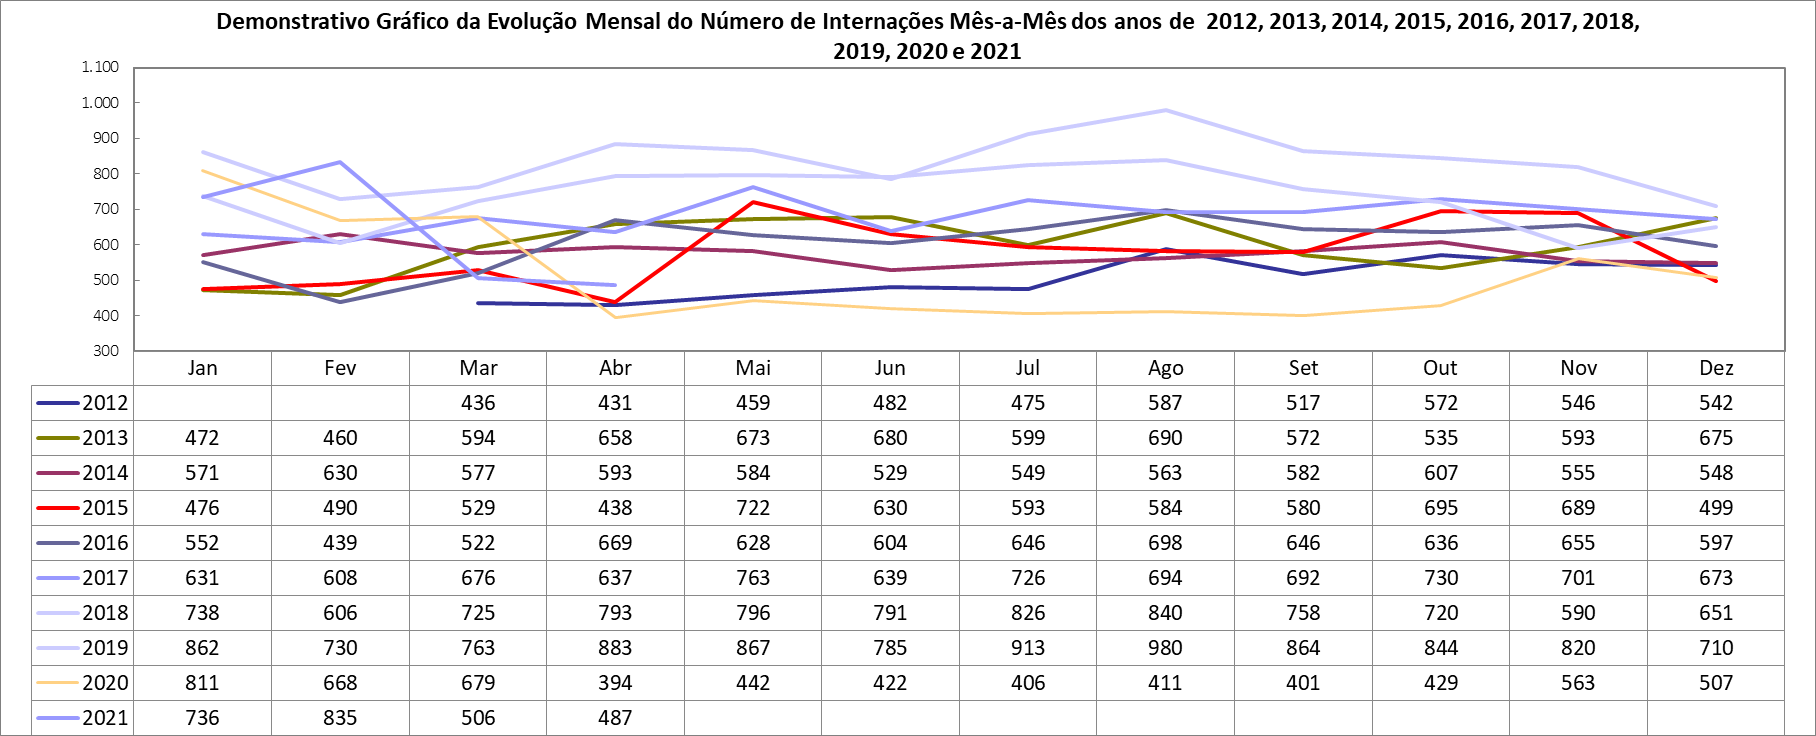 Demonstrativo Gráfico da Evolução Mensal do Número de Internações Mês-a-Mês dos anos de 2012, 2013, 2014, 2015, 2016, 2017, 2018,
2019, 2020 e 2021
1.100
1.000
900
800
700
600
500
400
300
Jan Fev Mar Abr Mai Jun Jul Ago Set Out Nov Dez
2012 436 431 459 482 475 587 517 572 546 542
2013 472 460 594 658 673 680 599 690 572 535 593 675
2014 571 630 577 593 584 529 549 563 582 607 555 548
2015 476 490 529 438 722 630 593 584 580 695 689 499
2016 552 439 522 669 628 604 646 698 646 636 655 597
2017 631 608 676 637 763 639 726 694 692 730 701 673
2018 738 606 725 793 796 791 826 840 758 720 590 651
2019 862 730 763 883 867 785 913 980 864 844 820 710
2020 811 668 679 394 442 422 406 411 401 429 563 507
2021 736 835 506 487